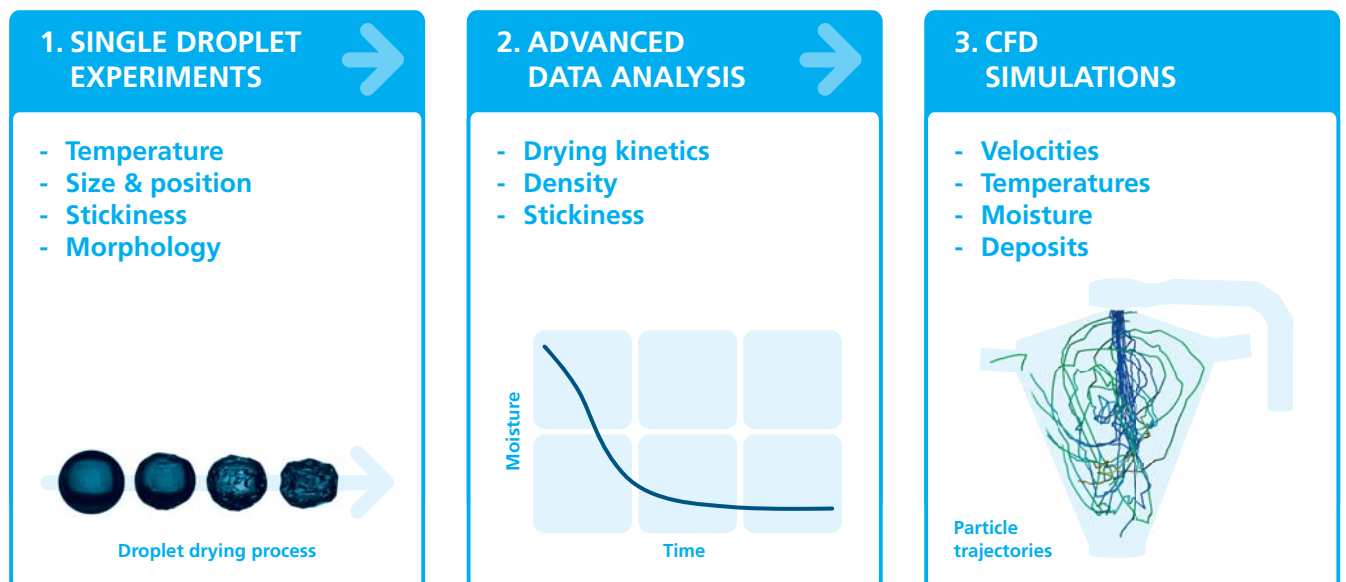 1. SINGLE DROPLET
EXPERIMENTS
- Temperature
- Size & position
- Stickiness
- Morphology
Droplet drying process
2. ADVANCED
DATA ANALYSIS
- Drying kinetics
- Density
- Stickiness
Moisture
Time
3. CFD
SIMULATIONS
- Velocities
- Temperatures
- Moisture
- Deposits
Particle
trajectories